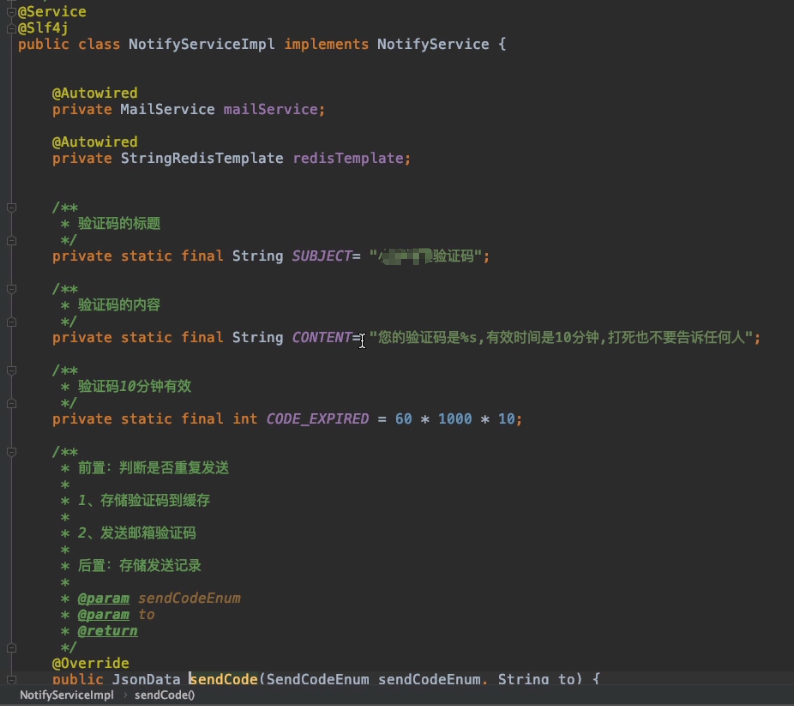 @Service
@Slf4j
public class NotifyServiceImpl implements NotifyService {
@Autowired
private MailService mailService;
@Autowired
private StringRedisTemplate redisTemplate;
/**
* 验证码的标题
*/
private static final String SUBJECT= "验证码";
/**
* 验证码的内容
*/
private static final String CONTENT= "您的验证码是%s,有效时间是10分钟,打死也不要告诉任何人";
/**
* 验证码10分钟有效
*/
private static final int CODE_EXPIRED = 60 * 1000 * 10;
/**
* 前置：判断是否重复发送
*
* 1、存储验证码到缓存
*
* 2、发送邮箱验证码
*
* 后置：存储发送记录
*
* @param sendCodeEnum
* @param to
* @return
*/
@Override
public JsonData sendCode(SendCodeEnum sendCodeEnum, String to) {
NotifyServiceImpl › sendCode()